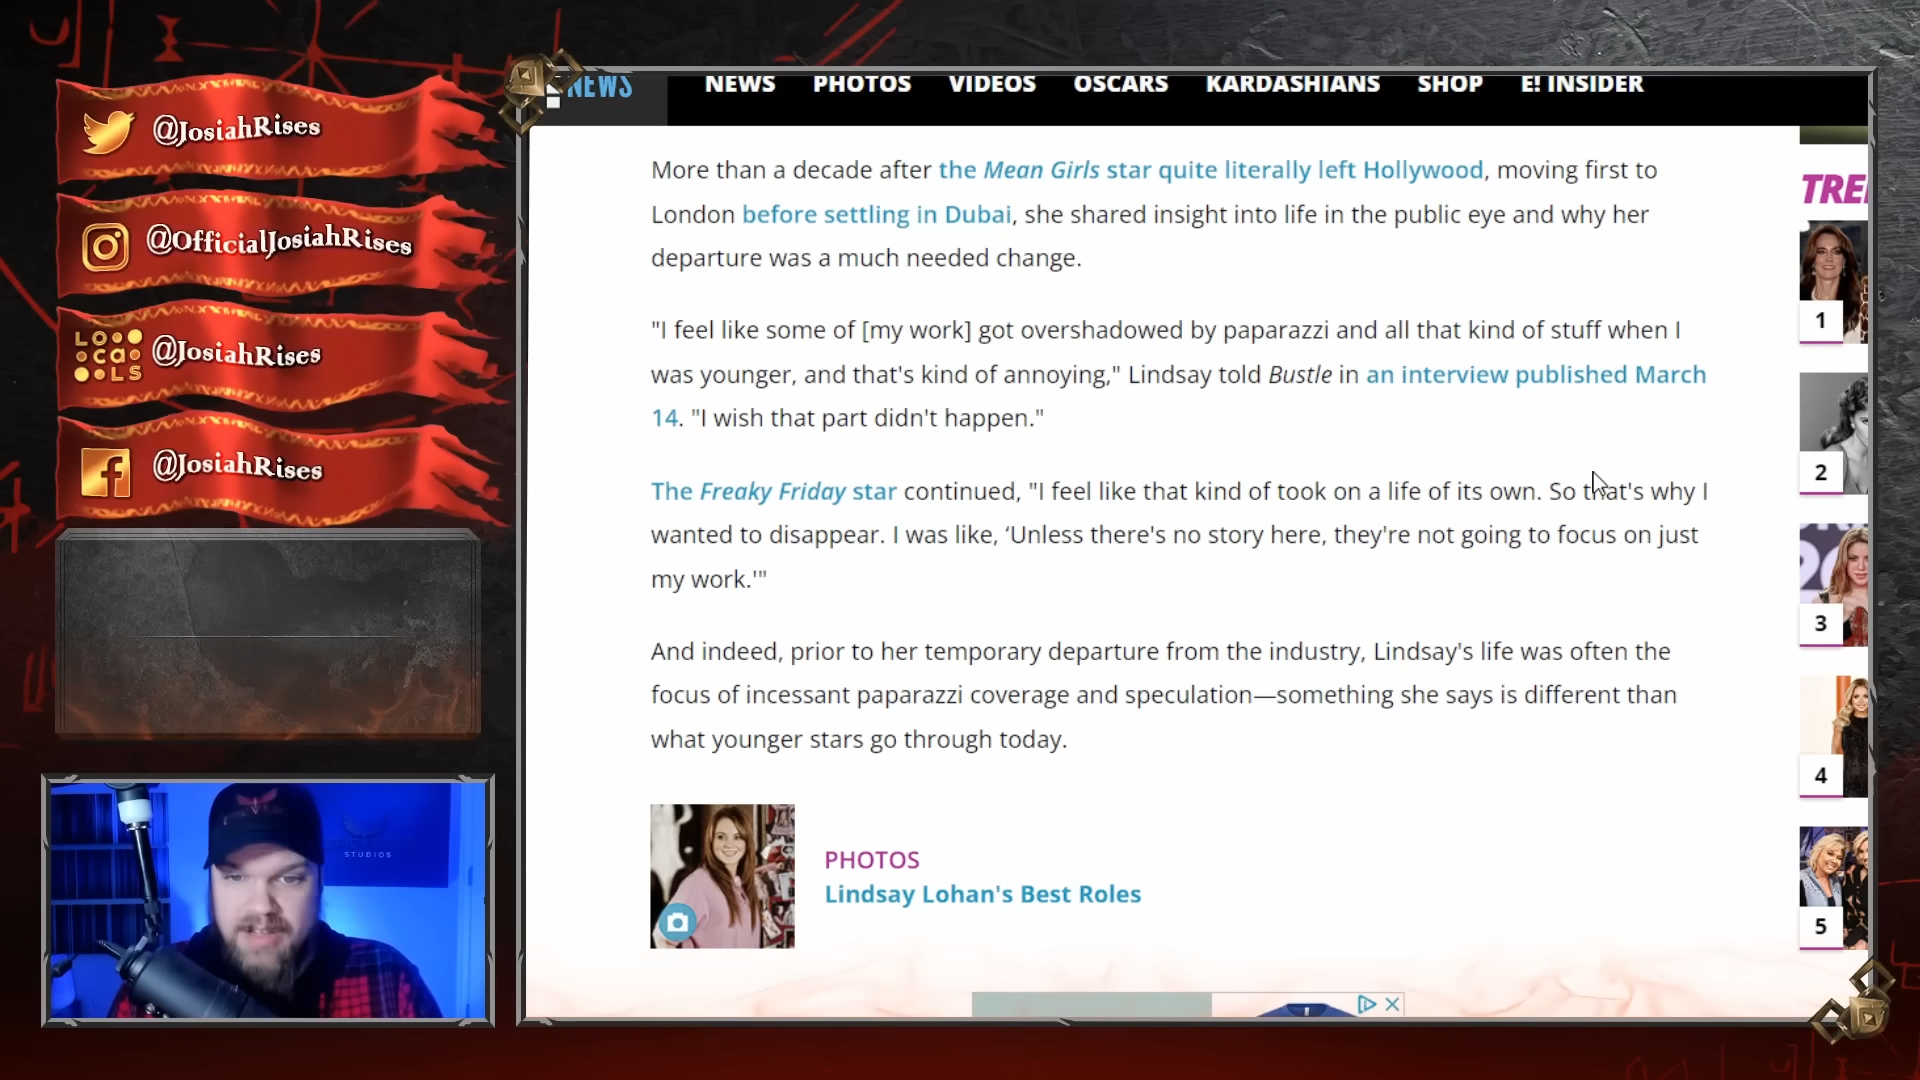 @JosiahRises
@OfficialJosiahRises
LOcaLS
@JosiahRises
@JosiahRises
STUDIOS
NEWS
NEWS PHOTOS VIDEOS OSCARS KARDASHIANS SHOP E! INSIDER
More than a decade after the Mean Girls star quite literally left Hollywood, moving first to
London before settling in Dubai, she shared insight into life in the public eye and why her
departure was a much needed change.
"I feel like some of [my work] got overshadowed by paparazzi and all that kind of stuff when I
was younger, and that's kind of annoying," Lindsay told Bustle in an interview published March
14. "I wish that part didn't happen."
The Freaky Friday star continued, "I feel like that kind of took on a life of its own. So that's why I
wanted to disappear. I was like, ‘Unless there's no story here, they're not going to focus on just
my work.'"
And indeed, prior to her temporary departure from the industry, Lindsay's life was often the
focus of incessant paparazzi coverage and speculation—something she says is different than
what younger stars go through today.
PHOTOS
Lindsay Lohan's Best Roles
TRE
1
2
3
4
5